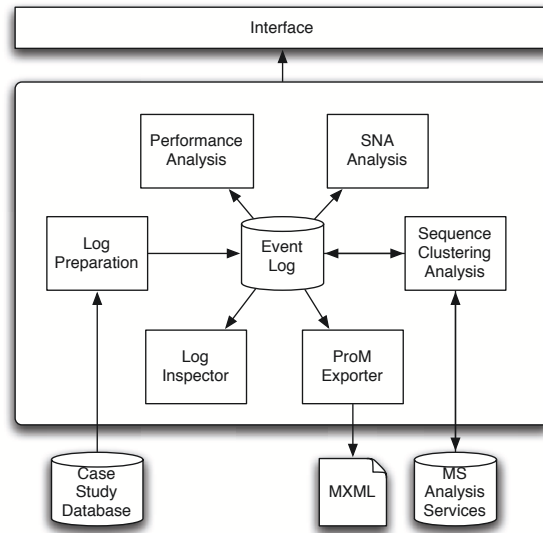 Interface
Performance
Analysis
SNA
Analysis
Log
Preparation
Event
Log
Sequence
Clustering
Analysis
Log
Inspector
ProM
Exporter
Case
Study
Database
MXML
MS
Analysis
Services